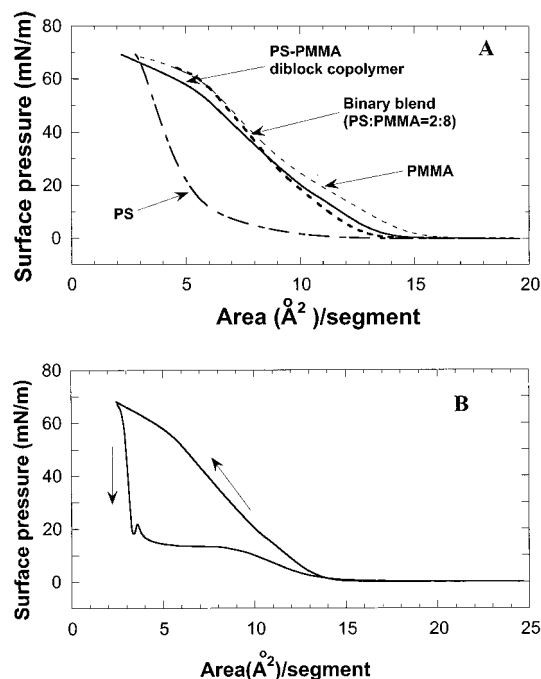 A
PS-PMMA
diblock copolymer
Binary blend
(PS:PMMA=2:8)
PMMA
PS
Surface pressure (mN/m)
80
60
40
20
0
0 5 10 15 20
Area (Å²)/segment
B
Surface pressure (mN/m)
80
60
40
20
0
0 5 10 15 20 25
Area(Å²)/segment